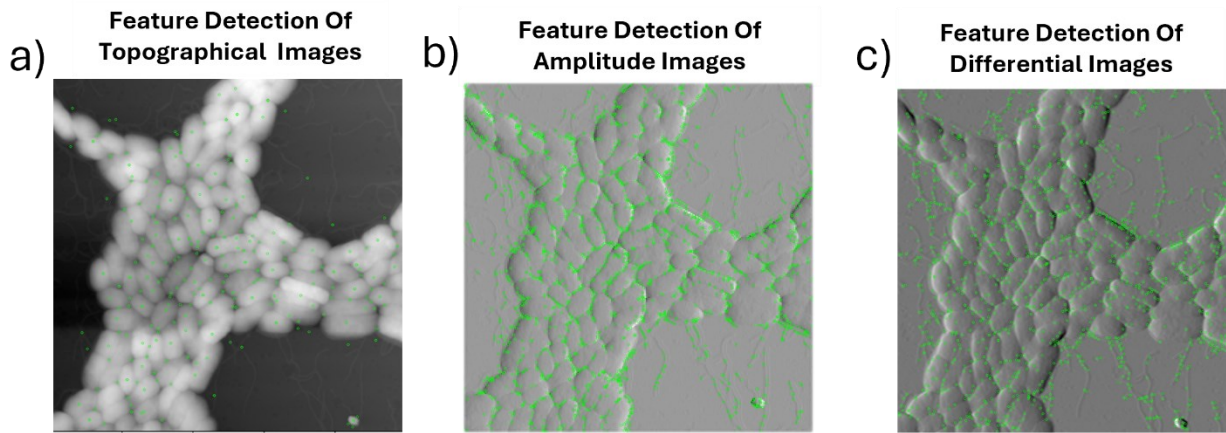 a)
Feature Detection Of
Topographical Images
b)
Feature Detection Of
Amplitude Images
c)
Feature Detection Of
Differential Images